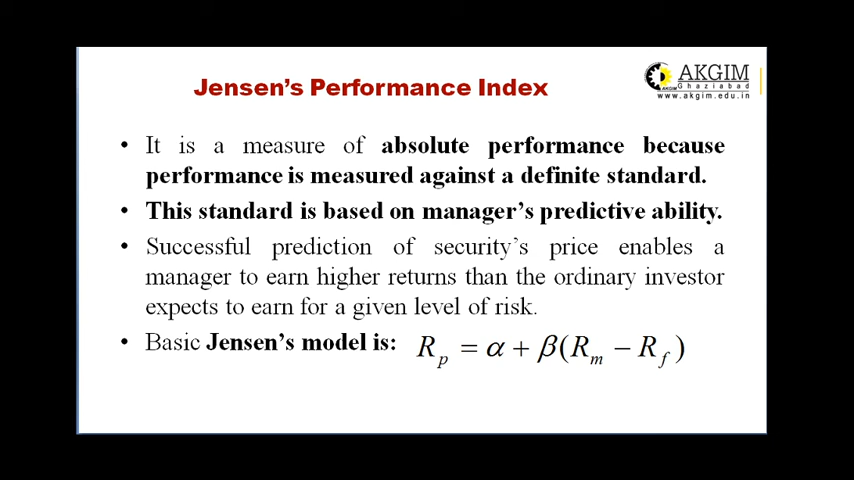 Jensen's Performance Index
AKGIM
Ghaziabad
www.akgim.edu.in
AKGIM
• It is a measure of absolute performance because
performance is measured against a definite standard.
• This standard is based on manager's predictive ability.
• Successful prediction of security's price enables a
manager to earn higher returns than the ordinary investor
expects to earn for a given level of risk.
• Basic Jensen's model is: R_p = α + β(R_m − R_f)